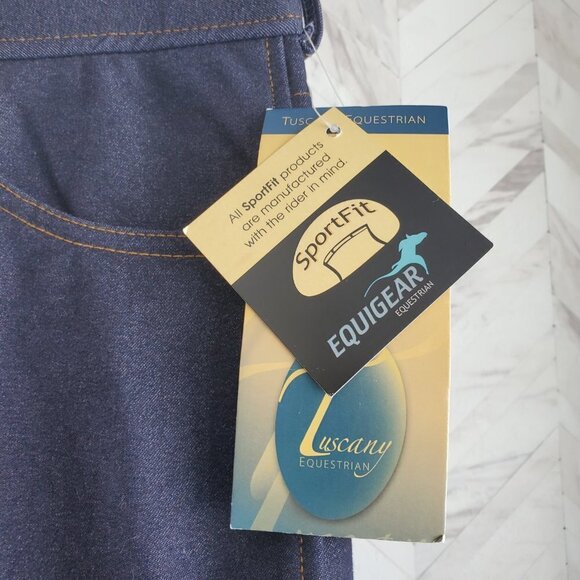 TUSCANY EQUESTRIAN
All SportFit products
are manufactured
with the rider in mind.
SportFit
EQUIGEAR
EQUESTRIAN
Tuscany
EQUESTRIAN